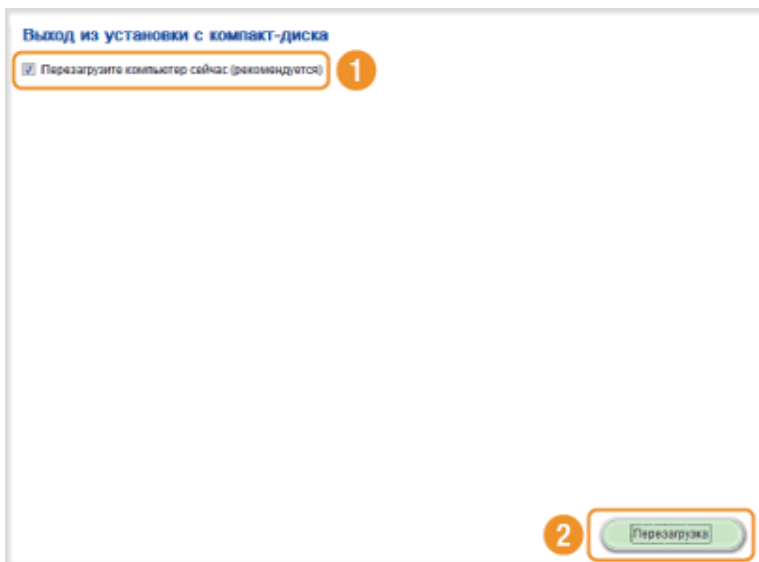 Выход из установки с компакт-диска
Перезагрузите компьютер сейчас (рекомендуется)
1
2
Перезагрузка